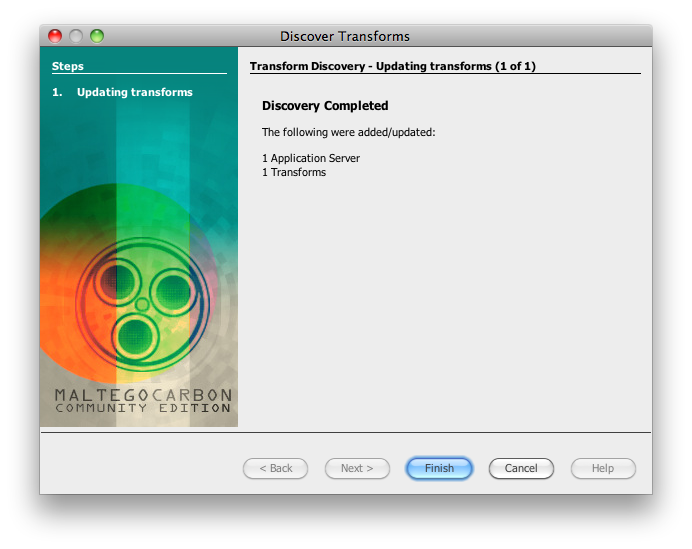 Discover Transforms
Steps
1. Updating transforms
Transform Discovery - Updating transforms (1 of 1)
Discovery Completed
The following were added/updated:
1 Application Server
1 Transforms
MALTEGOCARBON
COMMUNITY EDITION
< Back
Next >
Finish
Cancel
Help